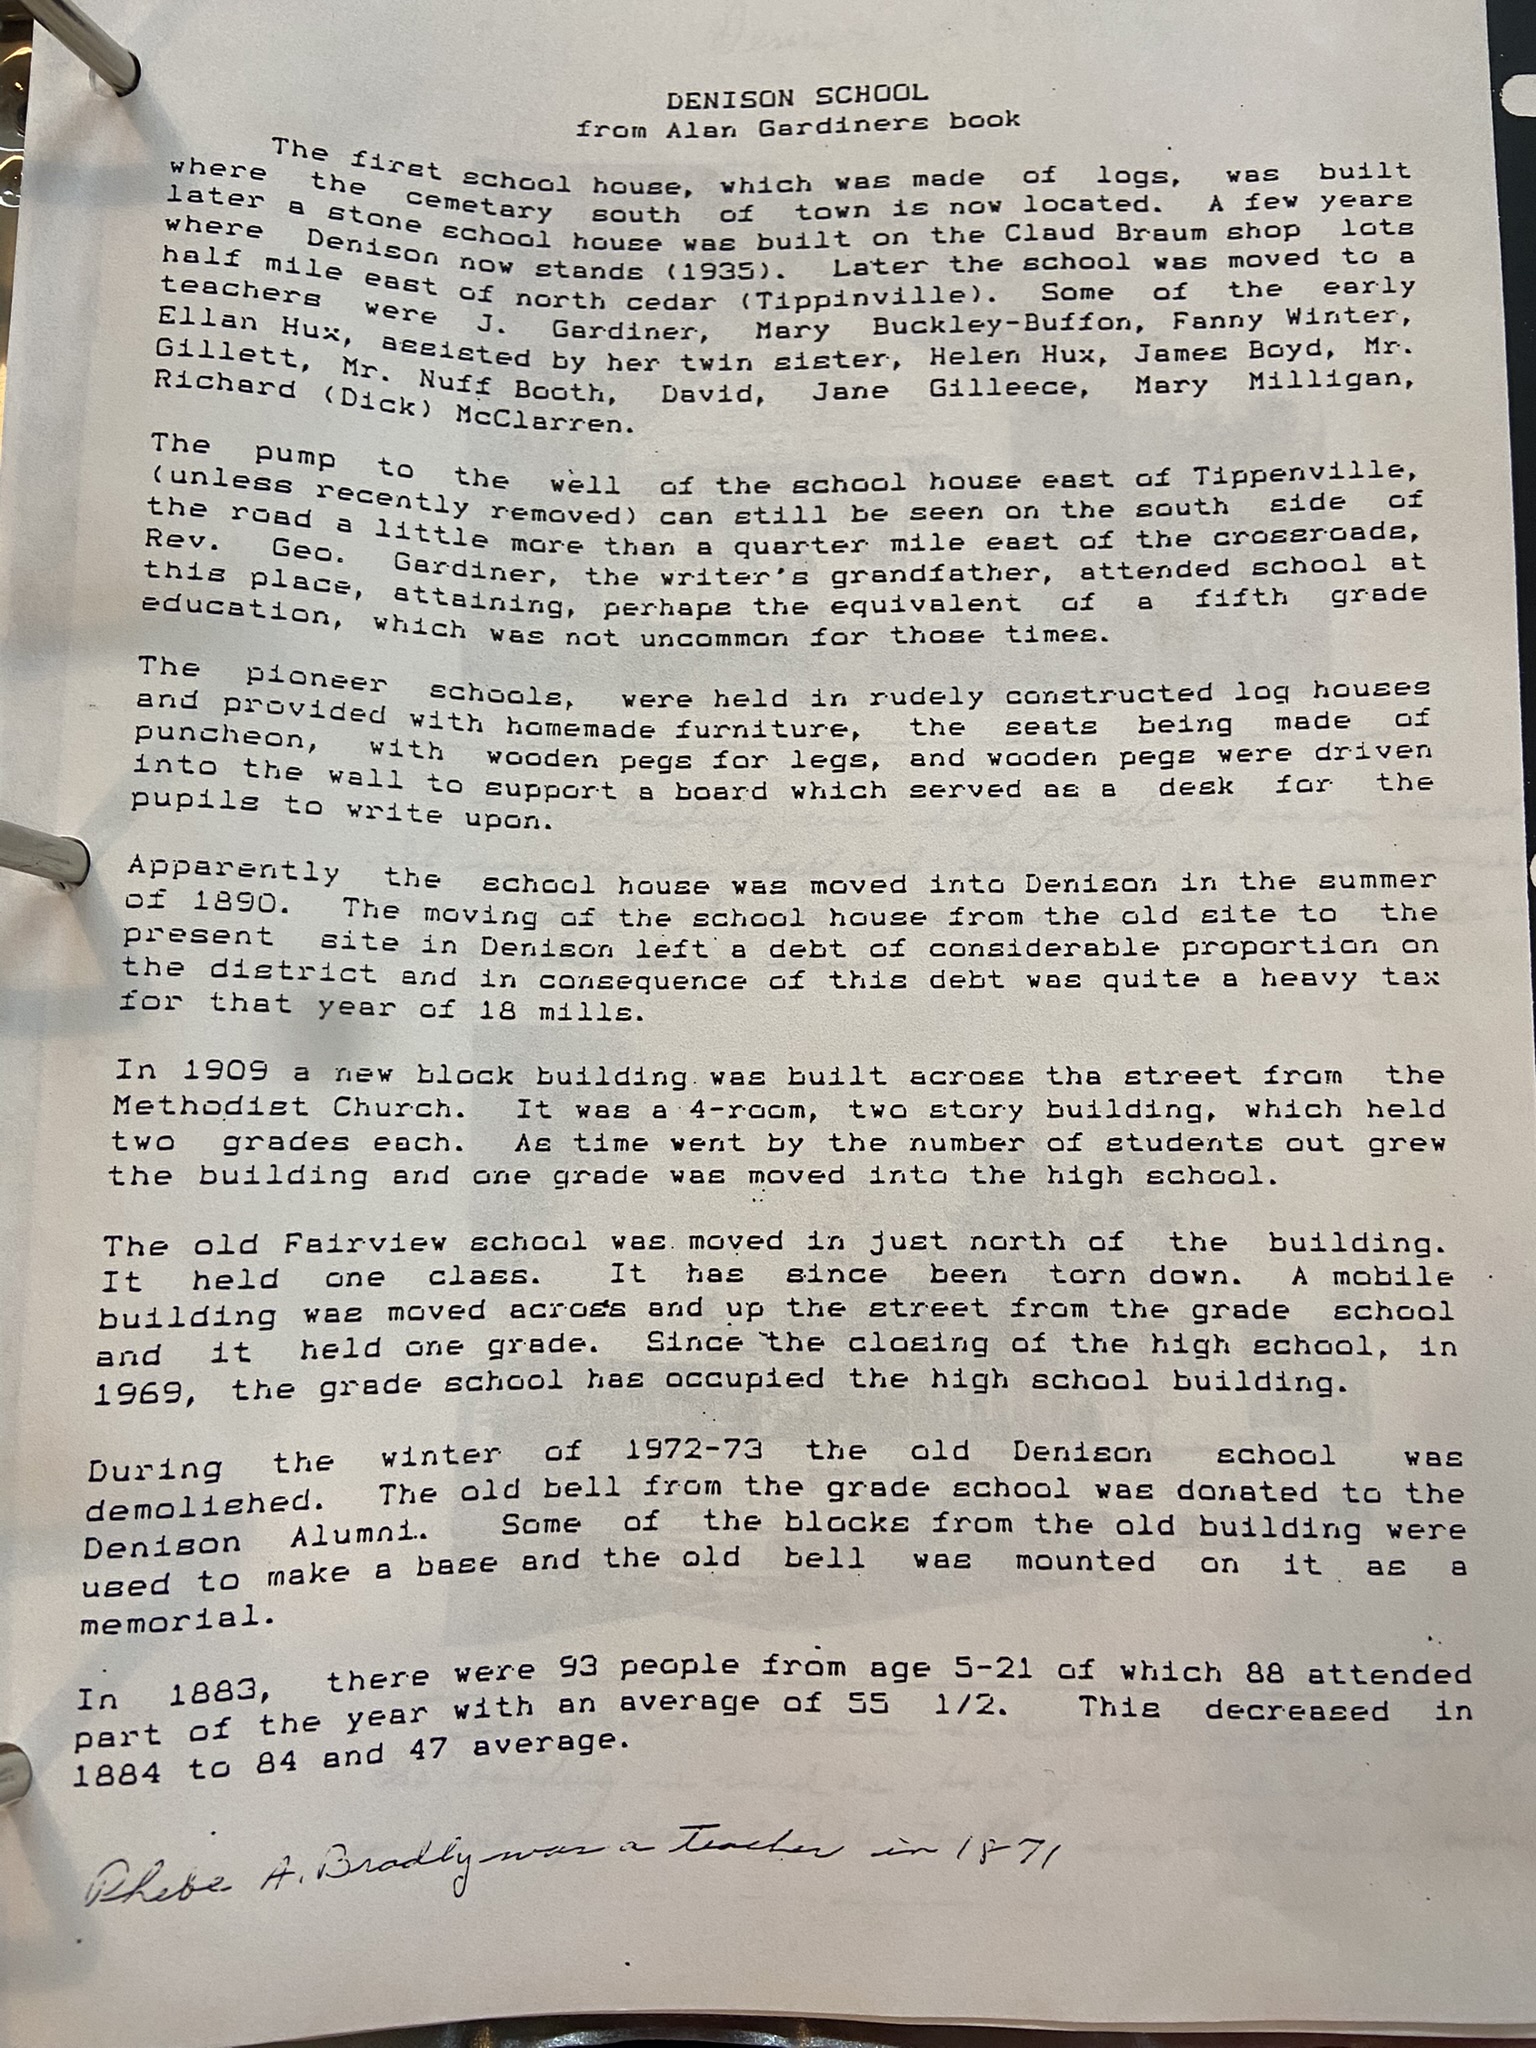 DENISON SCHOOL
from Alan Gardiners book
The first school house, which was made of logs, was built
where the cemetary south of town is now located. A few years
later a stone school house was built on the Claud Braum shop lots
where Denison now stands (1935). Later the school was moved to a
half mile east of north cedar (Tippinville). Some of the early
teachers were J. Gardiner, Mary Buckley-Buffon, Fanny Winter,
Ellan Hux, assisted by her twin sister, Helen Hux, James Boyd, Mr.
Gillett, Mr. Nuff Booth, David, Jane Gilleece, Mary Milligan,
Richard (Dick) McClarren.
The pump to the well of the school house east of Tippenville,
(unless recently removed) can still be seen on the south side of
the road a little more than a quarter mile east of the crossroads,
Rev. Geo. Gardiner, the writer's grandfather, attended school at
this place, attaining, perhaps the equivalent of a fifth grade
education, which was not uncommon for those times.
The pioneer schools, were held in rudely constructed log houses
and provided with homemade furniture, the seats being made of
puncheon, with wooden pegs for legs, and wooden pegs were driven
into the wall to support a board which served as a desk for the
pupils to write upon.
Apparently the school house was moved into Denison in the summer
of 1890. The moving of the school house from the old site to the
present site in Denison left a debt of considerable proportion on
the district and in consequence of this debt was quite a heavy tax
for that year of 18 mills.
In 1909 a new block building was built across tha street from the
Methodist Church. It was a 4-room, two story building, which held
two grades each. As time went by the number of students out grew
the building and one grade was moved into the high school.
The old Fairview school was moved in just north of the building.
It held one class. It has since been torn down. A mobile
building was moved across and up the street from the grade school
and it held one grade. Since the closing of the high school, in
1969, the grade school has occupied the high school building.
During the winter of 1972-73 the old Denison school was
demolished. The old bell from the grade school was donated to the
Denison Alumni. Some of the blocks from the old building were
used to make a base and the old bell was mounted on it as a
memorial.
In 1883, there were 93 people from age 5-21 of which 88 attended
part of the year with an average of 55 1/2. This decreased in
1884 to 84 and 47 average.
Phebe A. Bradly was a teacher in 1871